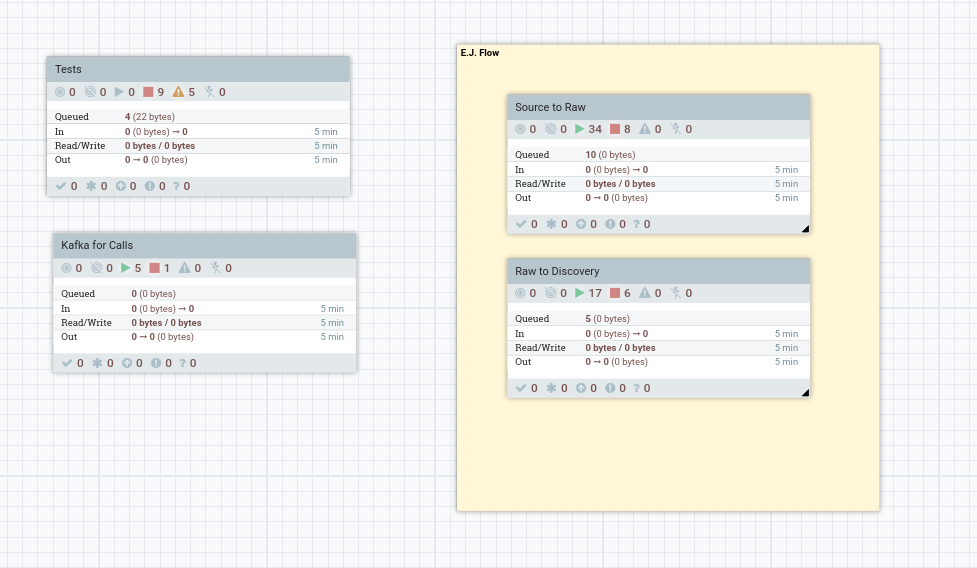 Tests
0 0 0 9 5 0
Queued 4 (22 bytes)
In 0 (0 bytes) → 0 5 min
Read/Write 0 bytes / 0 bytes 5 min
Out 0 → 0 (0 bytes) 5 min
0 0 0 0 ? 0
Kafka for Calls
0 0 5 1 0 0
Queued 0 (0 bytes)
In 0 (0 bytes) → 0 5 min
Read/Write 0 bytes / 0 bytes 5 min
Out 0 → 0 (0 bytes) 5 min
0 0 0 0 ? 0
E.J. Flow
Source to Raw
0 0 34 8 0 0
Queued 10 (0 bytes)
In 0 (0 bytes) → 0 5 min
Read/Write 0 bytes / 0 bytes 5 min
Out 0 → 0 (0 bytes) 5 min
0 0 0 0 ? 0
Raw to Discovery
0 0 17 6 0 0
Queued 5 (0 bytes)
In 0 (0 bytes) → 0 5 min
Read/Write 0 bytes / 0 bytes 5 min
Out 0 → 0 (0 bytes) 5 min
0 0 0 0 ? 0